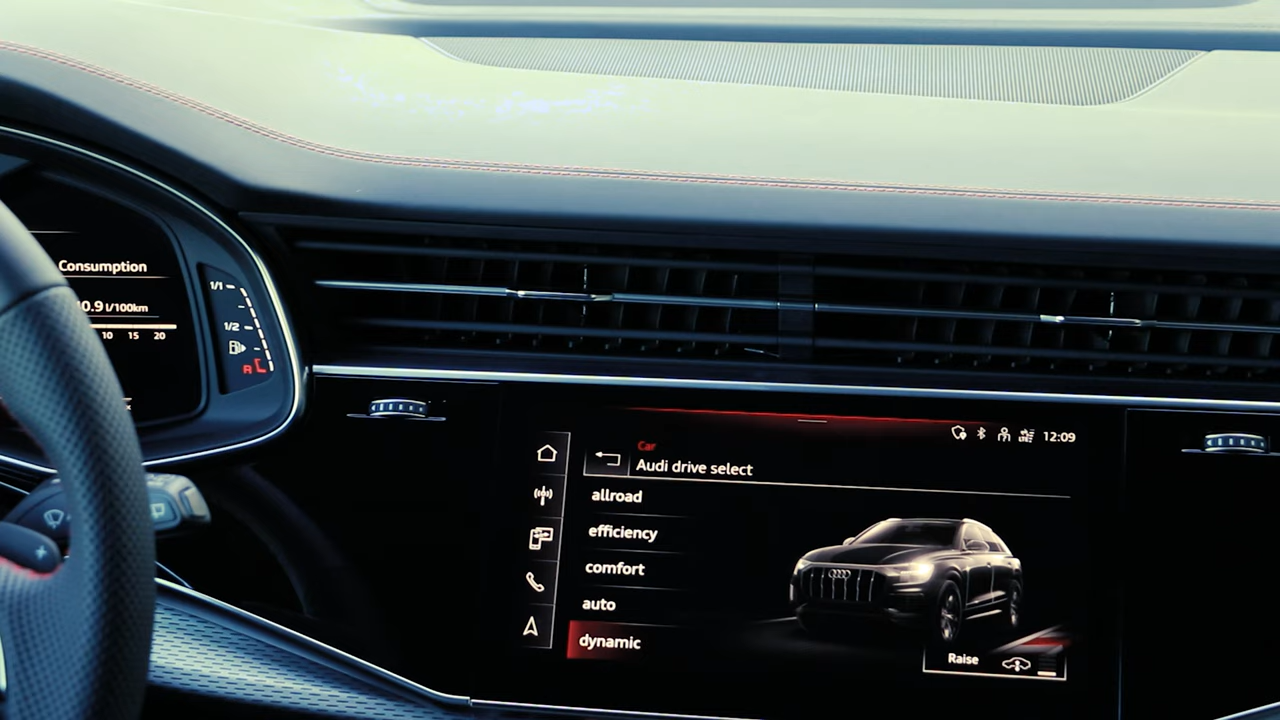 Consumption
0.9 l/100km
10 15 20
1/1
1/2
R
12:09
Car
Audi drive select
allroad
efficiency
comfort
auto
dynamic
Raise